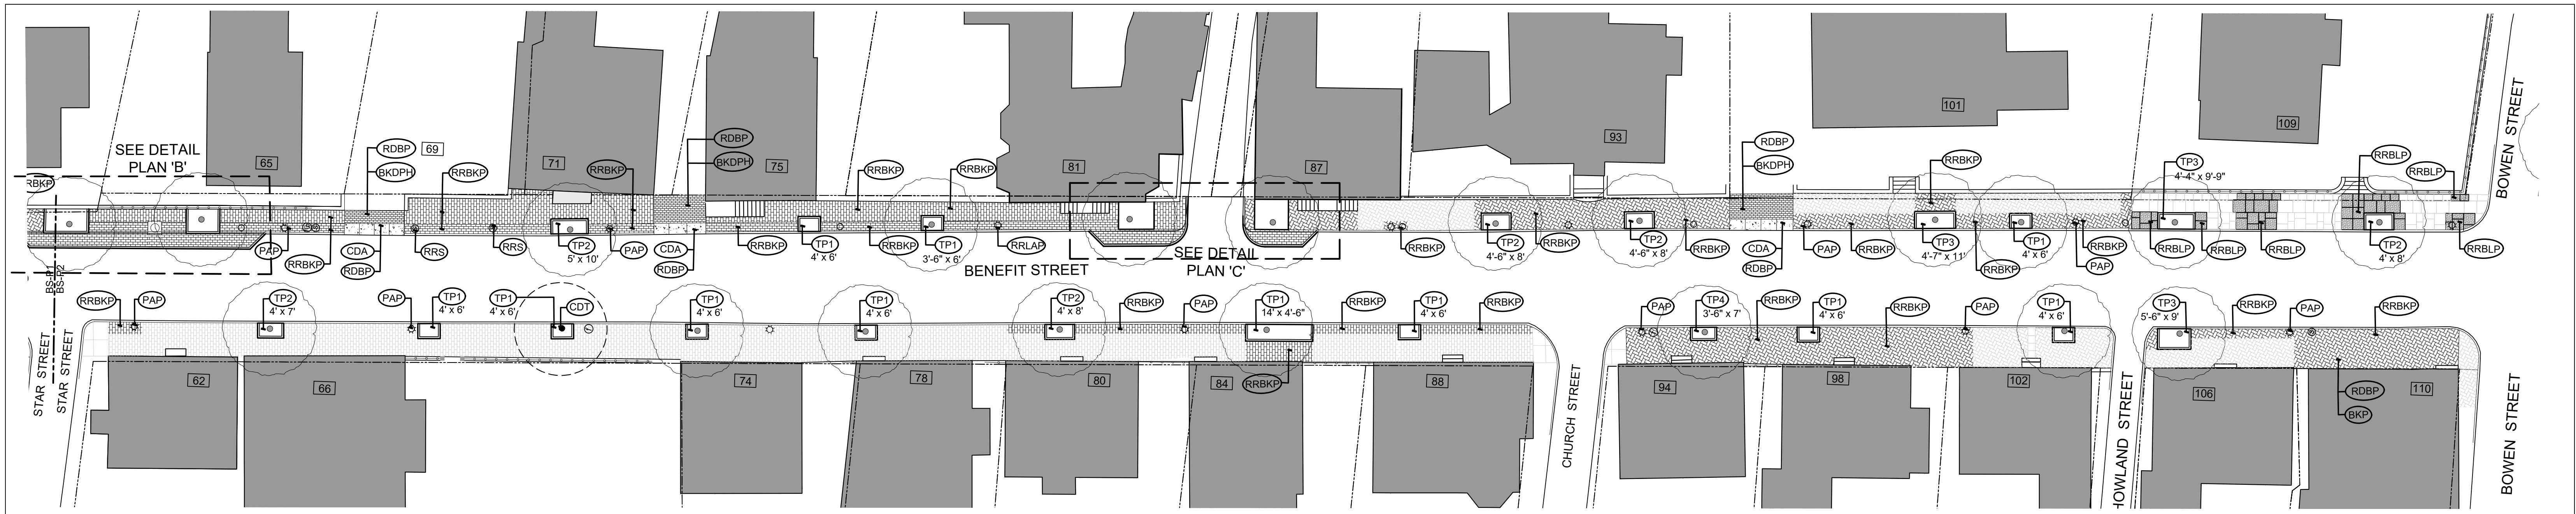 SEE DETAIL
PLAN 'B'
65
RDBP
69
BKDPH
RRBKP
71
RRBKP
RDBP
BKDPH
75
RRBKP
RRBKP
81
87
93
RDBP
BKDPH
101
RRBKP
TP3
4'-4" x 9'-9"
109
RRBLP
RRBLP
BOWEN STREET
RBKP
PAP
RRBKP
CDA
RDBP
RRS
RRS
TP2
5' x 10'
PAP
CDA
RDBP
RRBKP
TP1
4' x 6'
RRBKP
TP1
3'-6" x 6'
RRLAP
BENEFIT STREET
SEE DETAIL
PLAN 'C'
RRBKP
TP2
4'-6" x 8'
RRBKP
TP2
4'-6" x 8'
RRBKP
CDA
RDBP
PAP
RRBKP
TP3
4'-7" x 11'
RRBKP
TP1
4' x 6'
RRBKP
PAP
RRBLP
RRBLP
RRBLP
TP2
4' x 8'
RRBLP
BS-P1
BS-P2
RRBKP
PAP
TP2
4' x 7'
PAP
TP1
4' x 6'
TP1
4' x 6'
CDT
TP1
4' x 6'
TP1
4' x 6'
TP2
4' x 8'
RRBKP
PAP
TP1
14' x 4'-6"
RRBKP
TP1
4' x 6'
RRBKP
PAP
TP4
3'-6" x 7'
RRBKP
TP1
4' x 6'
RRBKP
PAP
TP1
4' x 6'
TP3
5'-6" x 9'
RRBKP
PAP
RRBKP
STAR STREET
STAR STREET
62
66
74
78
80
84
RRBKP
88
CHURCH STREET
94
98
102
HOWLAND STREET
106
RDBP
BKP
110
BOWEN STREET